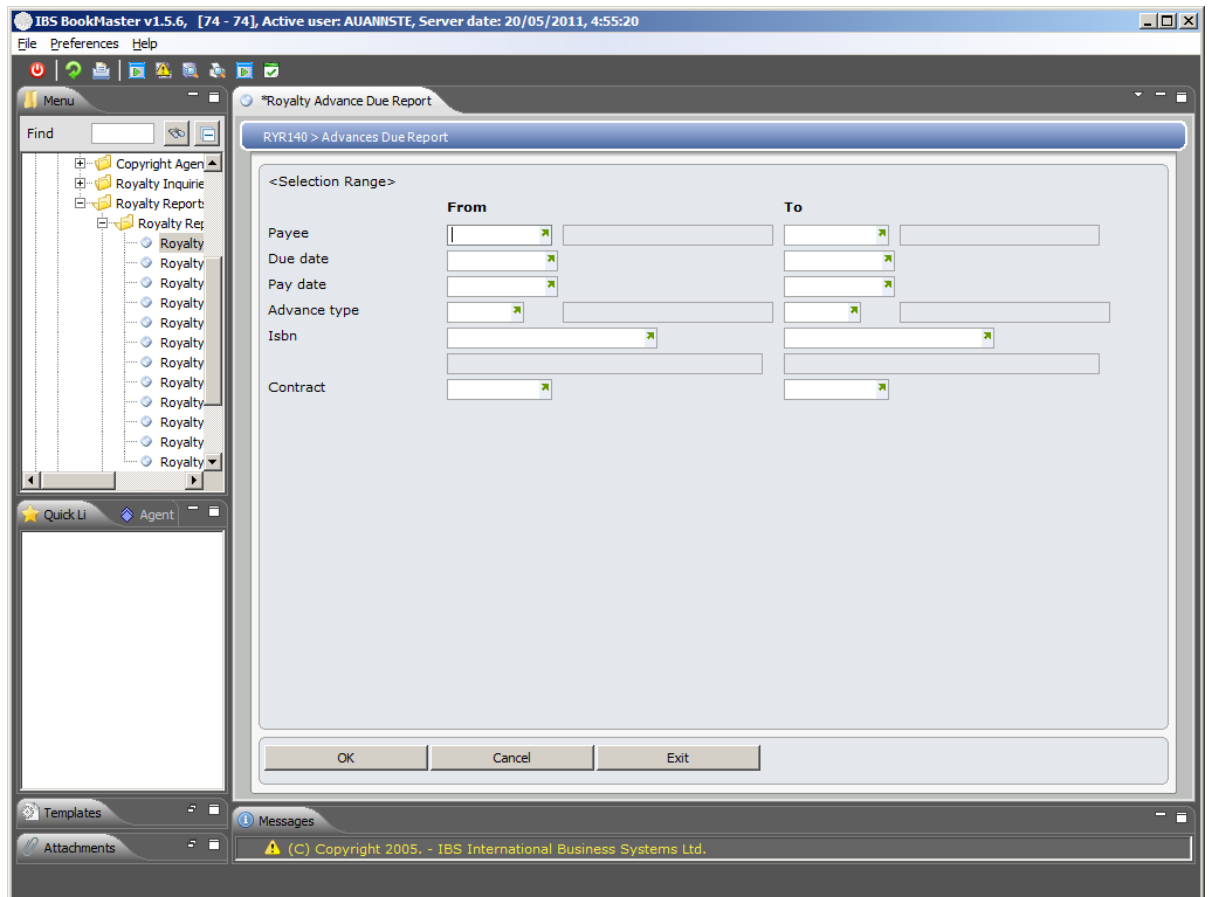 IBS BookMaster v1.5.6, [74 - 74], Active user: AUANNSTE, Server date: 20/05/2011, 4:55:20
File Preferences Help
Menu
*Royalty Advance Due Report
Find
RYR140 > Advances Due Report
Copyright Agen
Royalty Inquirie
Royalty Reports
Royalty Rep
Royalty
Royalty
Royalty
Royalty
Royalty
Royalty
Royalty
Royalty
Royalty
Royalty
Royalty
Royalty
<Selection Range>
From To
Payee
Due date
Pay date
Advance type
Isbn
Contract
Quick Li Agent
OK Cancel Exit
Templates
Messages
Attachments
(C) Copyright 2005. - IBS International Business Systems Ltd.